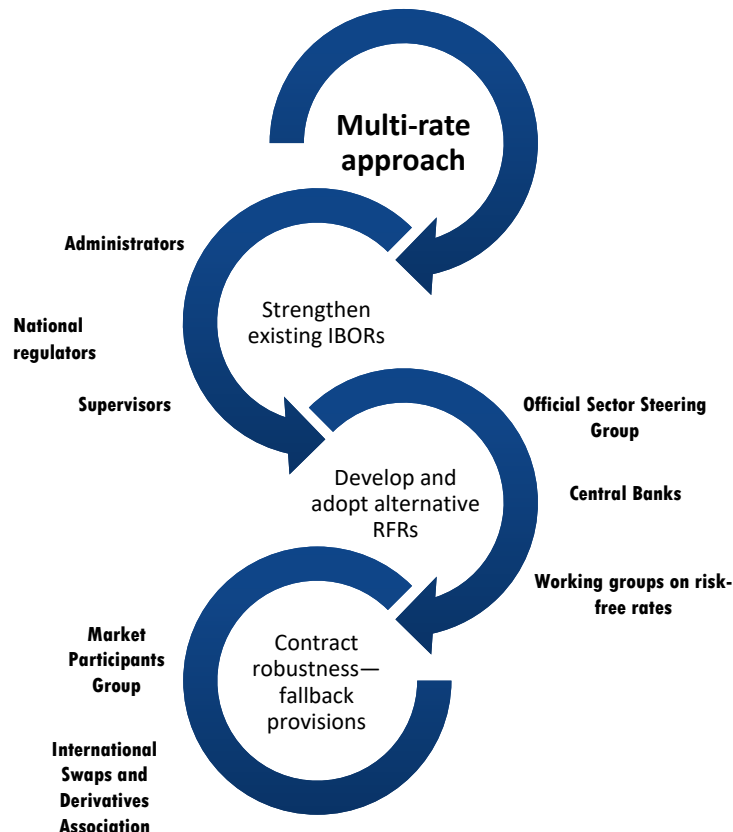 Multi-rate
approach
Administrators
Strengthen
existing IBORs
National
regulators
Supervisors
Official Sector Steering
Group
Develop and
adopt alternative
RFRs
Central Banks
Working groups on risk-
free rates
Market
Participants
Group
Contract
robustness—
fallback
provisions
International
Swaps and
Derivatives
Association